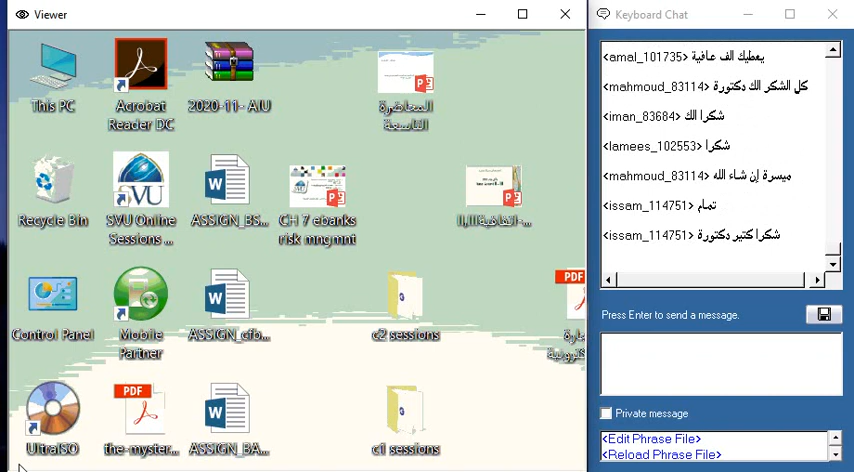 Viewer
This PC
Acrobat
Reader DC
2020-11- AIU
المحاضرة
التاسعة
Recycle Bin
SVU Online
Sessions ...
ASSIGN_BS...
CH 7 ebanks
risk mngmnt
Control Panel
Mobile
Partner
ASSIGN_cfb...
c2 sessions
PDF
UltraISO
PDF
the-myster...
ASSIGN_BA...
c1 sessions
Keyboard Chat
<amal_101735> يعطيك الف عافية
<mahmoud_83114> كل الشكر الك دكتورة
<iman_83684> شكرا الك
<lamees_102553> شكرا
<mahmoud_83114> ميسرة إن شاء الله
<issam_114751> تمام
<issam_114751> شكرا كتير دكتورة
Press Enter to send a message.
Private message
<Edit Phrase File>
<Reload Phrase File>